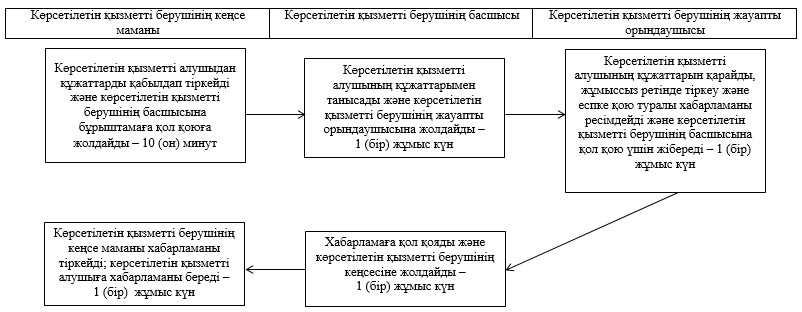 Көрсетілетін қызметті берушінің кеңсе
маманы
Көрсетілетін қызметті берушінің басшысы
Көрсетілетін қызметті берушінің жауапты
орындаушысы
Көрсетілетін қызметті алушыдан
құжаттарды қабылдап тіркейді
және көрсетілетін қызметті
берушінің басшысына
бұрыштамаға қол қоюға
жолдайды – 10 (он) минут
Көрсетілетін қызметті
алушының құжаттарымен
танысады және көрсетілетін
қызметті берушінің жауапты
орындаушысына жолдайды –
1 (бір) жұмыс күн
Көрсетілетін қызметті
алушының құжаттарын қарайды,
жұмыссыз ретінде тіркеу және
еспке қою туралы хабарламаны
ресімдейді және көрсетілетін
қызметті берушінің басшысына
қол қою үшін жібереді – 1 (бір)
жұмыс күн
Көрсетілетін қызметті берушінің
кеңсе маманы хабарламаны
тіркейді; көрсетілетін қызметті
алушыға хабарламаны береді –
1 (бір) жұмыс күн
Хабарламаға қол қояды және
көрсетілетін қызметті берушінің
кеңсесіне жолдайды –
1 (бір) жұмыс күн